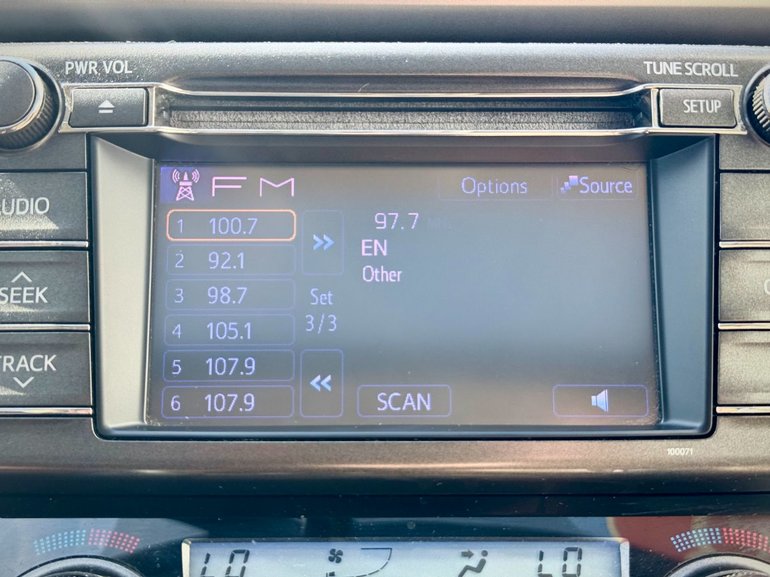 PWR VOL
TUNE SCROLL
SETUP
AUDIO
SEEK
TRACK
FM
Options
Source
1 100.7
2 92.1
3 98.7
4 105.1
5 107.9
6 107.9
Set
3/3
97.7
EN
Other
SCAN
100071
LO
LO